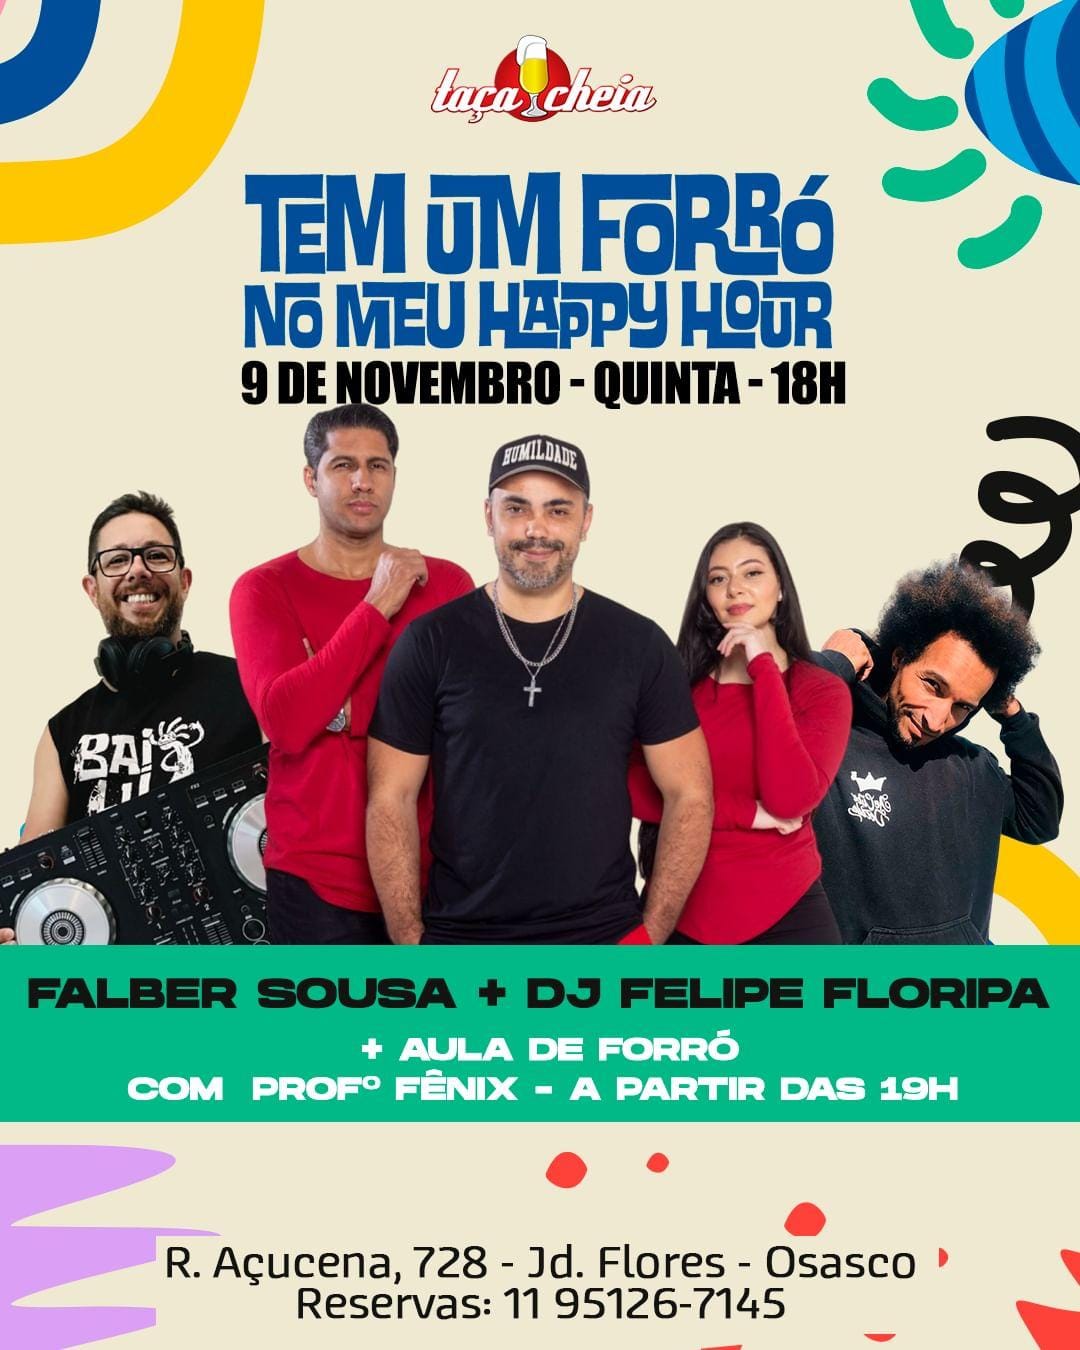 taça cheia
TEM UM FORRÓ
NO MEU HAPPY HOUR
9 DE NOVEMBRO - QUINTA - 18H
HUMILDADE
BAI
FALBER SOUSA + DJ FELIPE FLORIPA
+ AULA DE FORRÓ
COM PROFº FÊNIX - A PARTIR DAS 19H
R. Açucena, 728 - Jd. Flores - Osasco
Reservas: 11 95126-7145